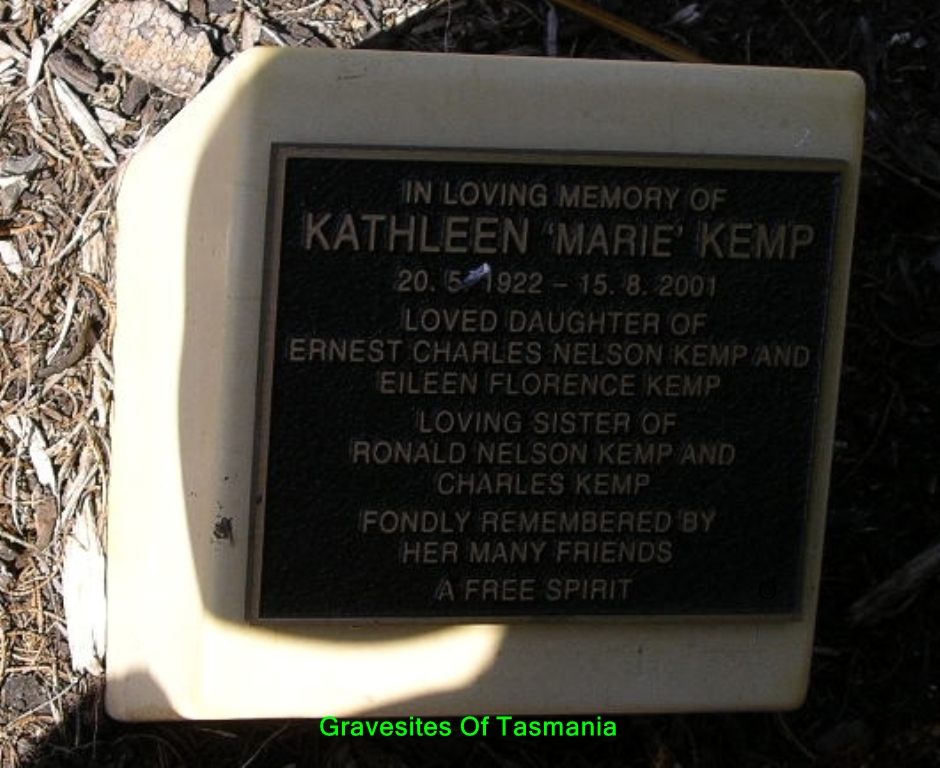 IN LOVING MEMORY OF
KATHLEEN 'MARIE' KEMP
20. 5. 1922 – 15. 8. 2001
LOVED DAUGHTER OF
ERNEST CHARLES NELSON KEMP AND
EILEEN FLORENCE KEMP
LOVING SISTER OF
RONALD NELSON KEMP AND
CHARLES KEMP
FONDLY REMEMBERED BY
HER MANY FRIENDS
A FREE SPIRIT
Gravesites Of Tasmania